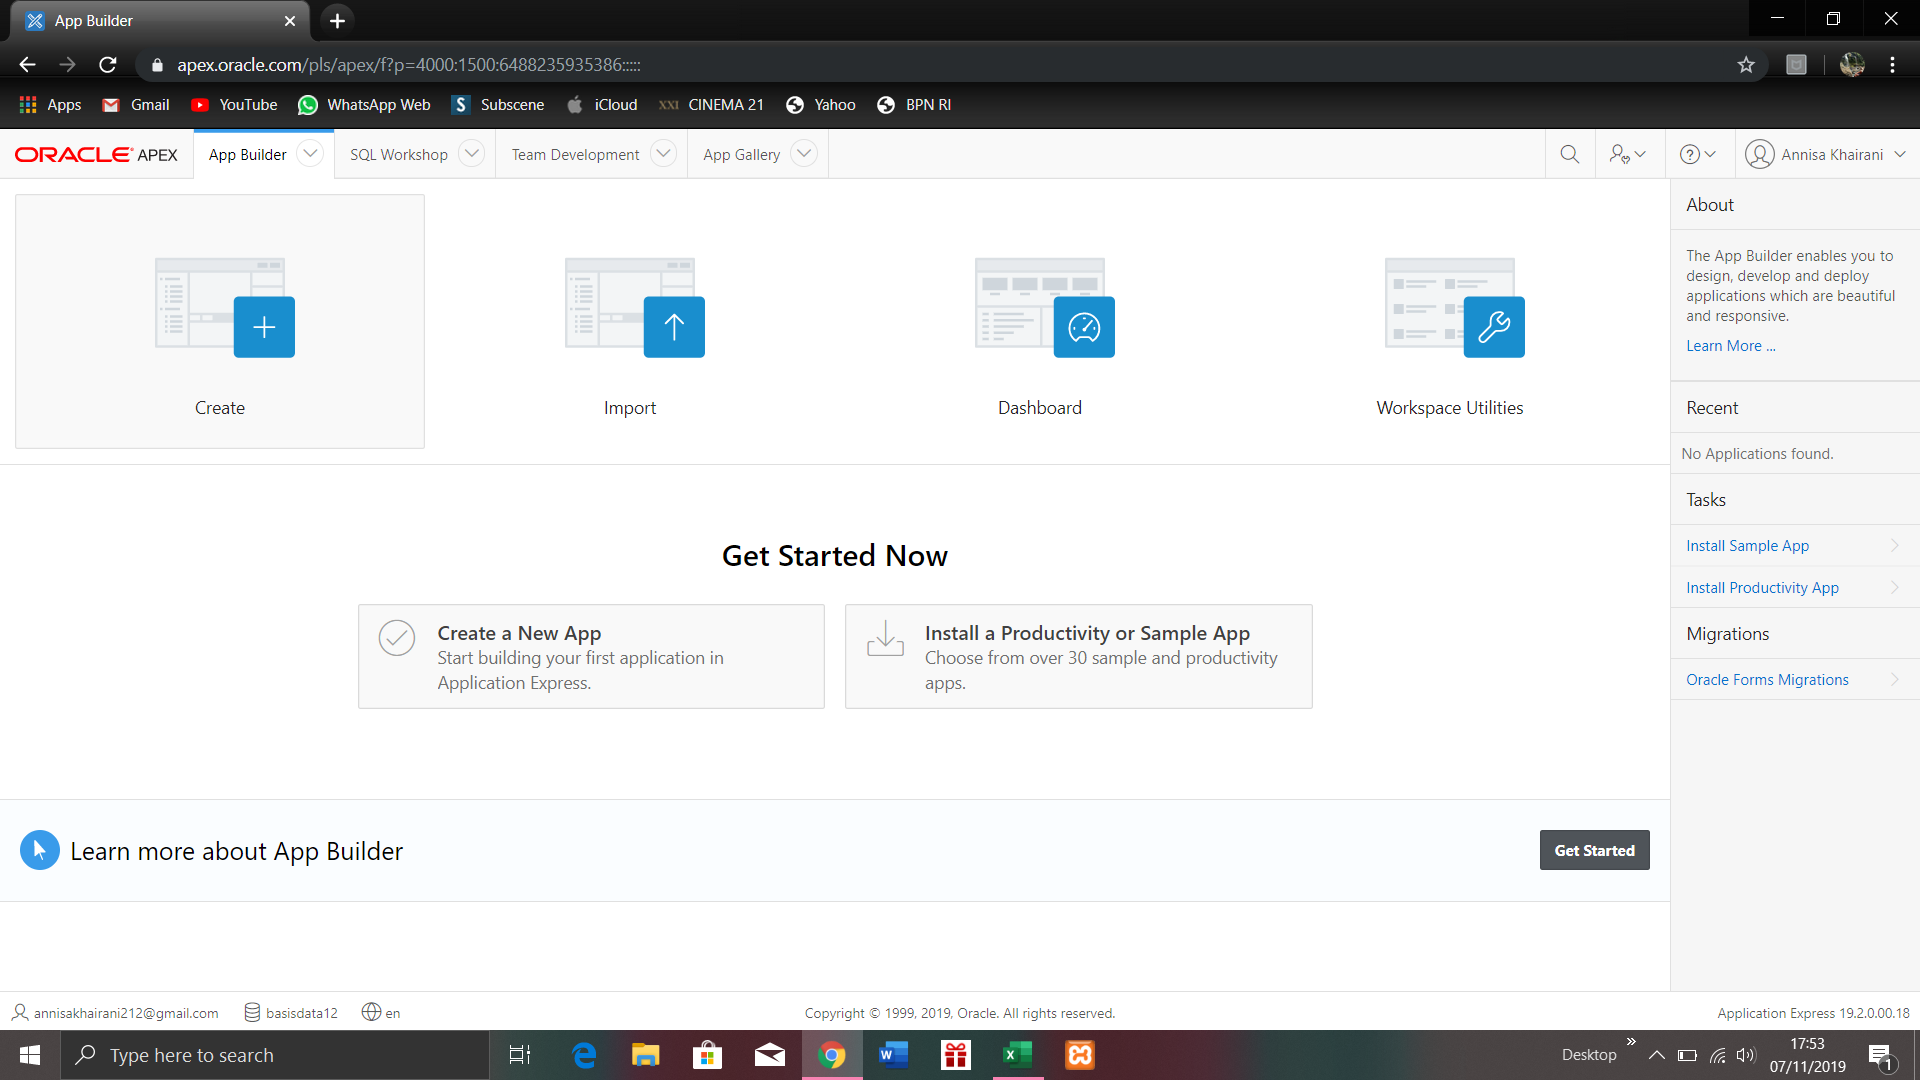 App Builder
apex.oracle.com/pls/apex/f?p=4000:1500:6488235935386:::::
Apps Gmail YouTube WhatsApp Web S Subscene iCloud XXI CINEMA 21 Yahoo BPN RI
ORACLE APEX App Builder SQL Workshop Team Development App Gallery Annisa Khairani
Create
Import
Dashboard
Workspace Utilities
Get Started Now
Create a New App
Start building your first application in
Application Express.
Install a Productivity or Sample App
Choose from over 30 sample and productivity
apps.
Learn more about App Builder
Get Started
About
The App Builder enables you to
design, develop and deploy
applications which are beautiful
and responsive.
Learn More ...
Recent
No Applications found.
Tasks
Install Sample App
Install Productivity App
Migrations
Oracle Forms Migrations
annisakhairani212@gmail.com basisdata12 en
Copyright © 1999, 2019, Oracle. All rights reserved.
Application Express 19.2.0.00.18
Type here to search
Desktop
17:53
07/11/2019
1